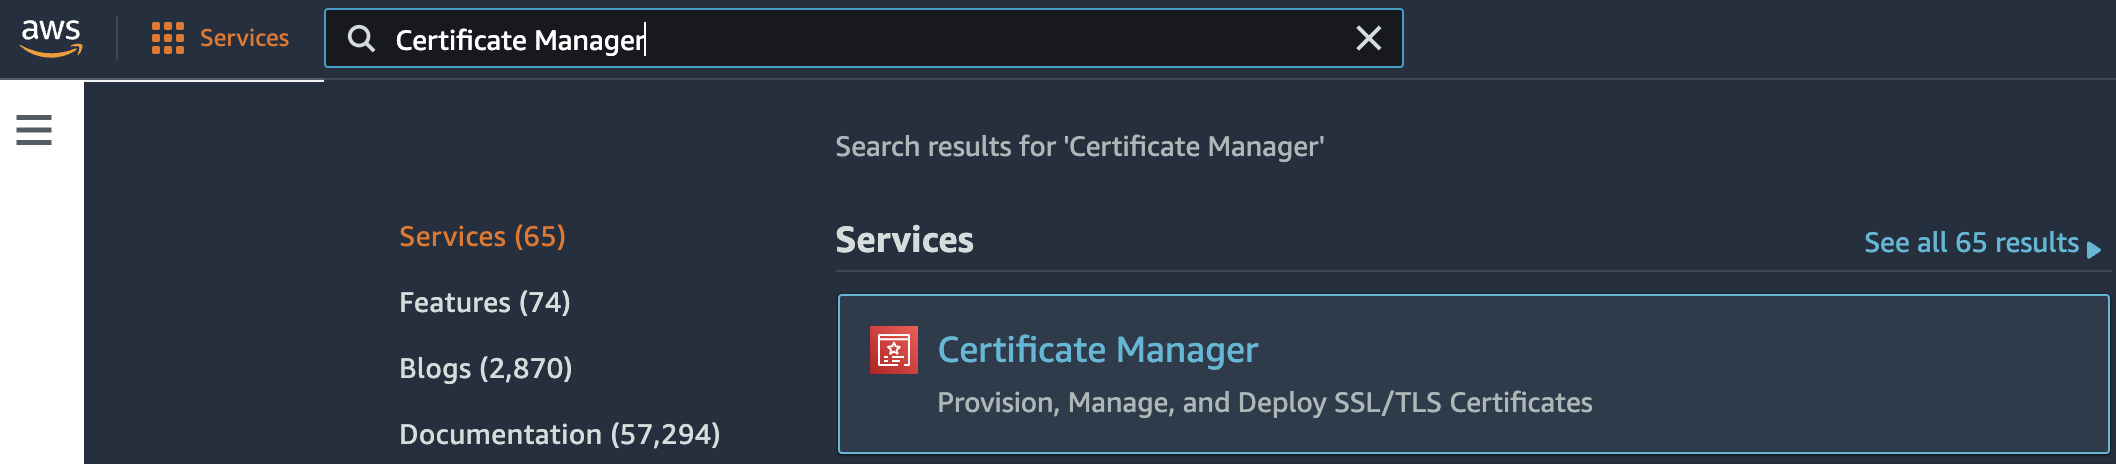 aws
Services
Certificate Manager
Search results for 'Certificate Manager'
Services (65)
Features (74)
Blogs (2,870)
Documentation (57,294)
Services
See all 65 results
Certificate Manager
Provision, Manage, and Deploy SSL/TLS Certificates